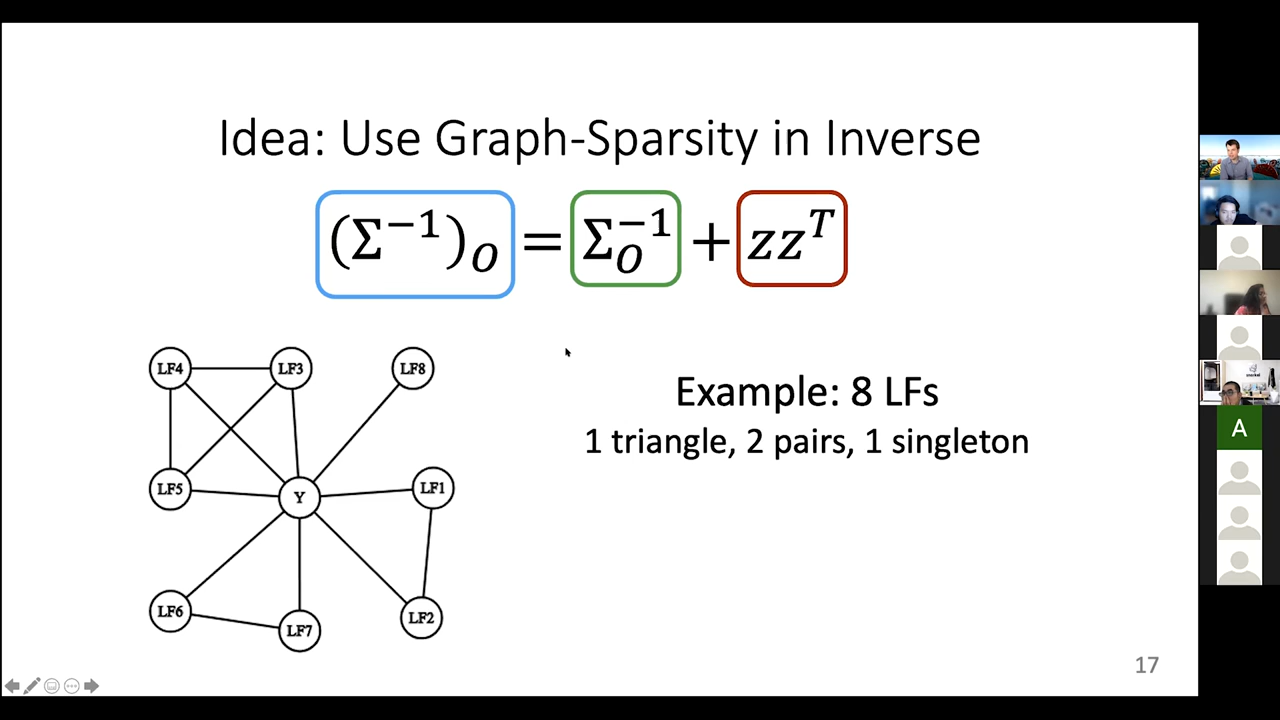 Idea: Use Graph-Sparsity in Inverse
(Σ⁻¹)_O = Σ_O⁻¹ + zzᵀ
LF4
LF3
LF8
Example: 8 LFs
1 triangle, 2 pairs, 1 singleton
LF5
Y
LF1
LF6
LF7
LF2
17
A